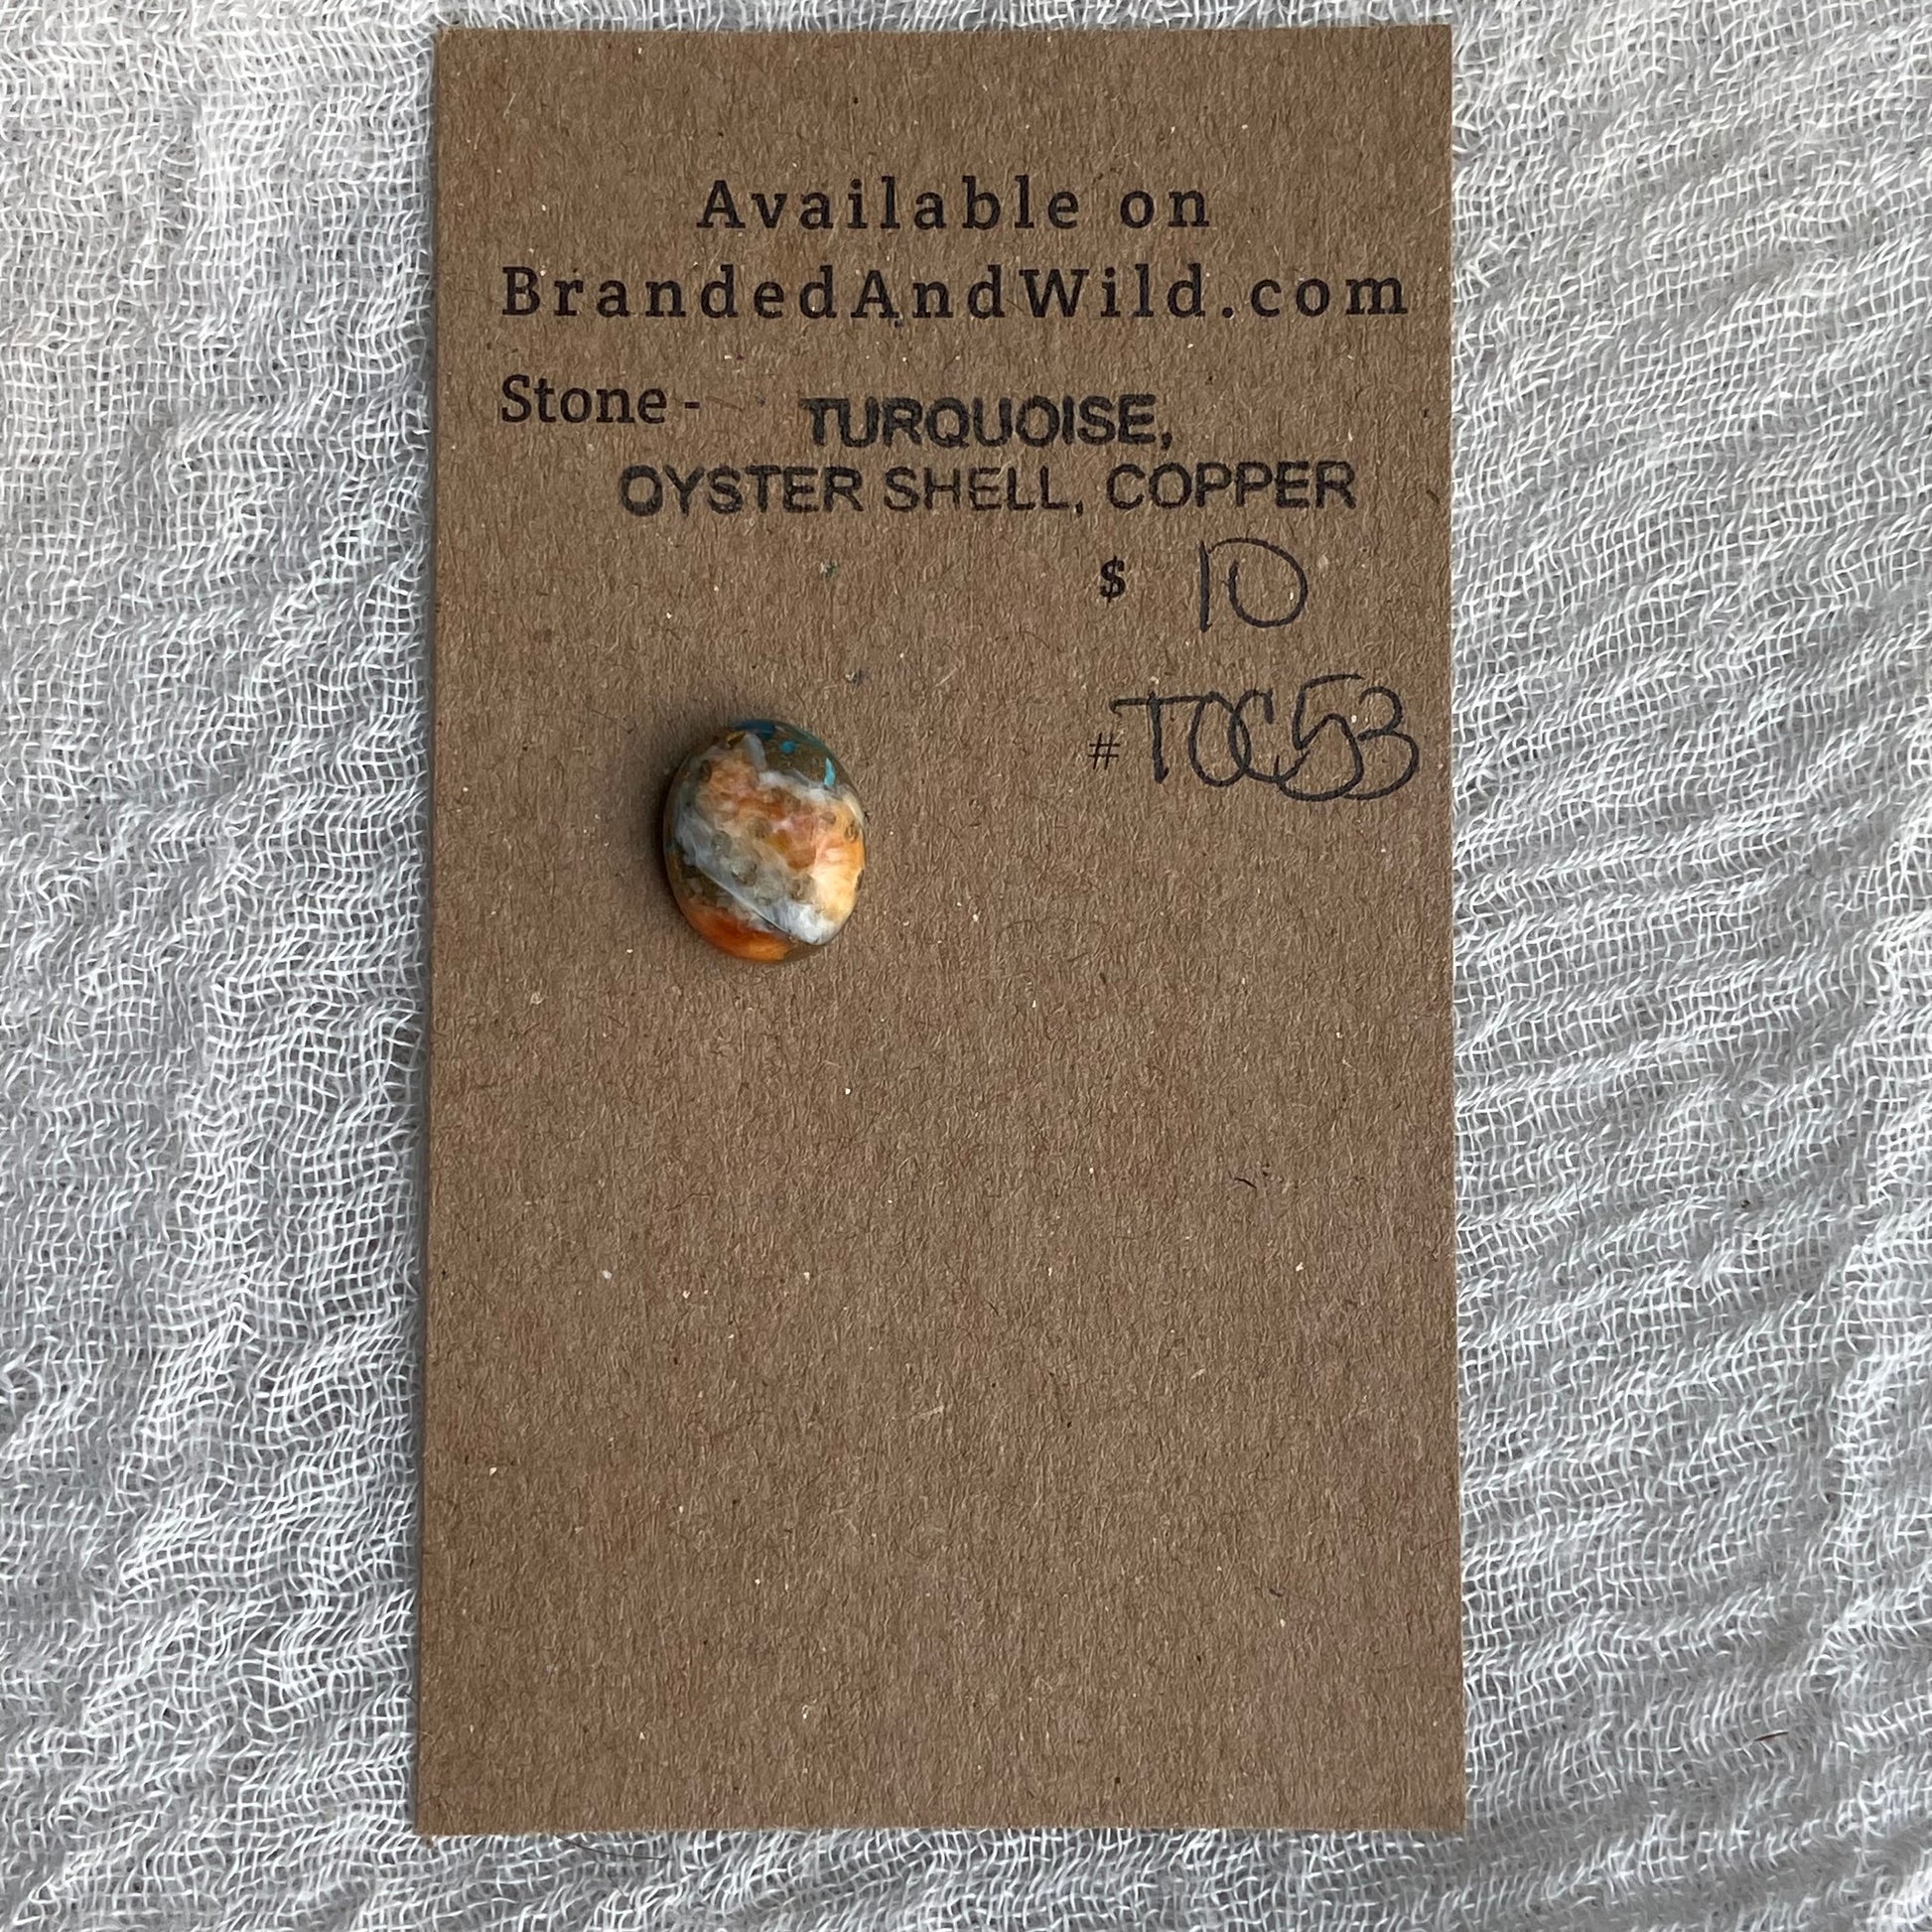 Available on
BrandedAndWild.com
Stone - TURQUOISE,
OYSTER SHELL, COPPER
$ 10
# TOC53